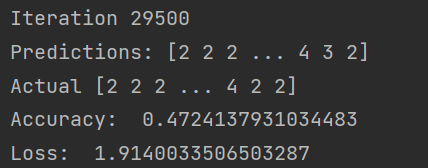 Iteration 29500
Predictions: [2 2 2 ... 4 3 2]
Actual [2 2 2 ... 4 2 2]
Accuracy:  0.4724137931034483
Loss:  1.9140033506503287